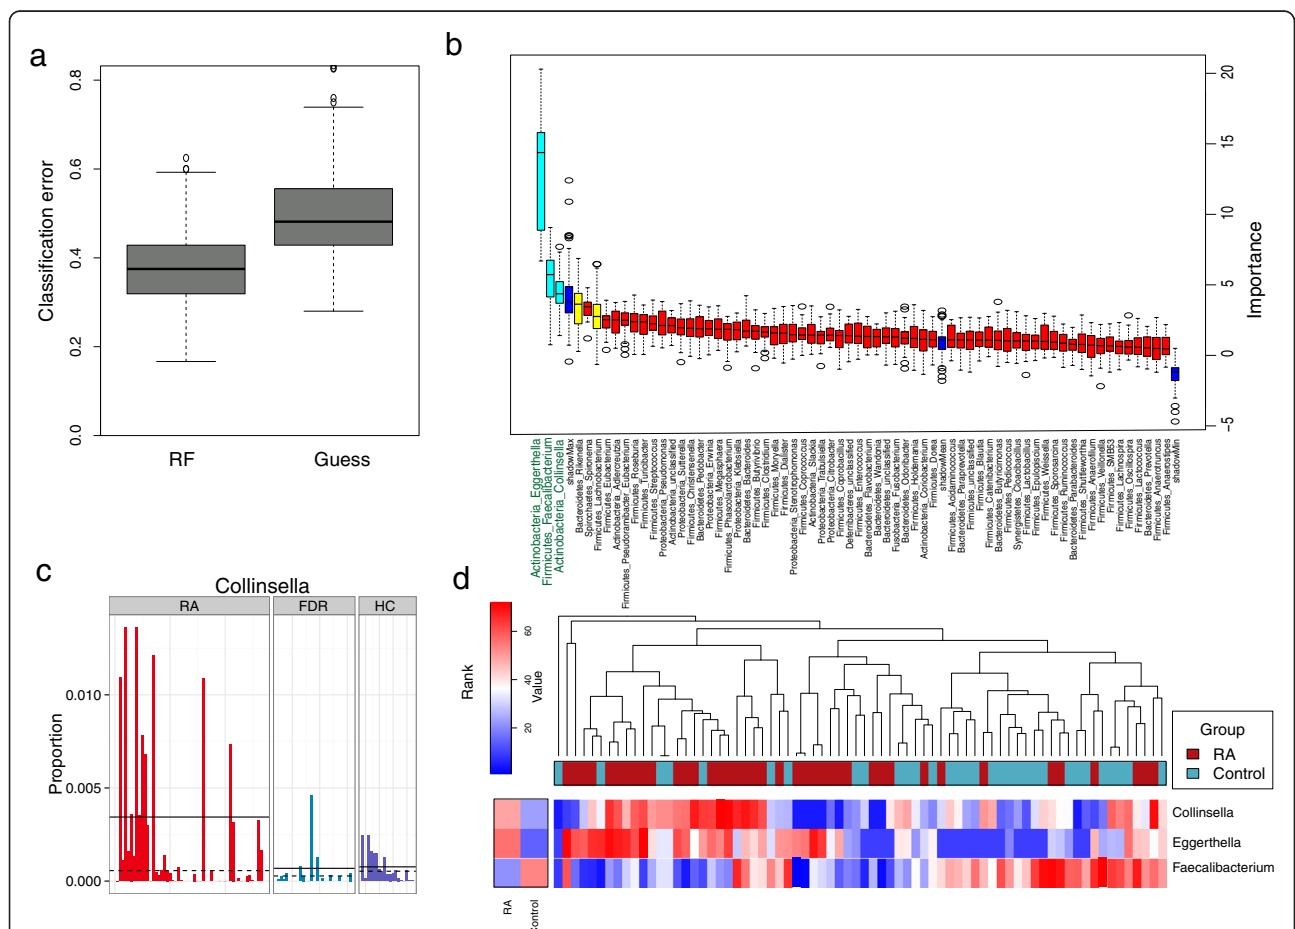 a
Classification error
0.8
0.6
0.4
0.2
0.0
RF
Guess
b
20
15
10
5
0
−5
Importance
Actinobacteria_Eggerthella
Firmicutes_Faecalibacterium
Actinobacteria_Collinsella
shadowMax
Bacteroidetes_Rikenella
Spirochaetes_Spironema
Firmicutes_Lachnobacterium
Firmicutes_Eubacterium
Actinobacteria_Adlercreutzia
Firmicutes_Pseudoramibacter_Eubacterium
Firmicutes_Roseburia
Firmicutes_Turicibacter
Firmicutes_Streptococcus
Proteobacteria_Pseudomonas
Actinobacteria_unclassified
Proteobacteria_Sutterella
Firmicutes_Christensenella
Bacteroidetes_Pedobacter
Proteobacteria_Erwinia
Firmicutes_Megasphaera
Firmicutes_Phascolarctobacterium
Proteobacteria_Klebsiella
Bacteroidetes_Bacteroides
Firmicutes_Butyrivibrio
Firmicutes_Clostridium
Firmicutes_Moryella
Firmicutes_Dialister
Proteobacteria_Stenotrophomonas
Firmicutes_Coprococcus
Actinobacteria_Slackia
Proteobacteria_Trabulsiella
Proteobacteria_Citrobacter
Firmicutes_Coprobacillus
Deferribacteres_unclassified
Firmicutes_Enterococcus
Bacteroidetes_Flavobacterium
Bacteroidetes_Wandonia
Bacteroidetes_unclassified
Fusobacteria_Fusobacterium
Bacteroidetes_Odoribacter
Firmicutes_Holdemania
Actinobacteria_Coriobacterium
Firmicutes_Dorea
shadowMean
Firmicutes_Acidaminococcus
Bacteroidetes_Paraprevotella
Firmicutes_unclassified
Firmicutes_Blautia
Firmicutes_Catenibacterium
Bacteroidetes_Butyricimonas
Firmicutes_Pediococcus
Synergistetes_Cloacibacillus
Firmicutes_Lactobacillus
Firmicutes_Epulopiscium
Firmicutes_Weissella
Firmicutes_Sporosarcina
Firmicutes_Ruminococcus
Bacteroidetes_Parabacteroides
Firmicutes_Shuttleworthia
Firmicutes_Anaerofilum
Firmicutes_Veillonella
Firmicutes_SMB53
Firmicutes_Lachnospira
Firmicutes_Oscillospira
Firmicutes_Lactococcus
Bacteroidetes_Prevotella
Firmicutes_Anaerotruncus
Firmicutes_Anaerostipes
shadowMin
c
Collinsella
RA
FDR
HC
Proportion
0.010
0.005
0.000
d
Rank
Value
60
40
20
Group
RA
Control
Collinsella
Eggerthella
Faecalibacterium
RA
Control